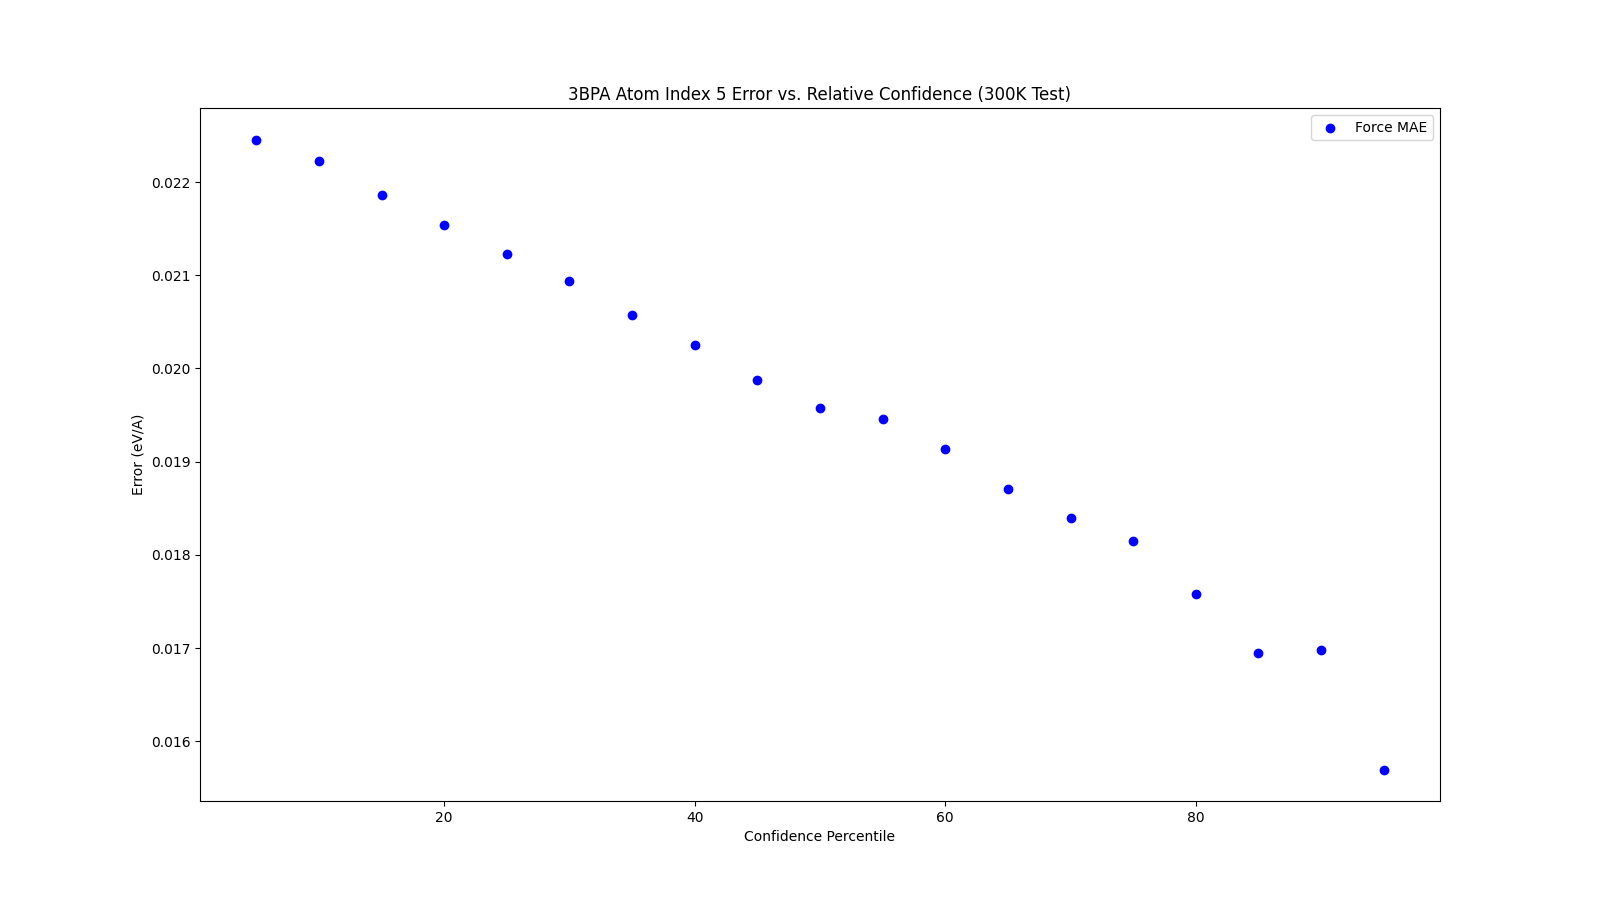 3BPA Atom Index 5 Error vs. Relative Confidence (300K Test)
Force MAE
0.022
0.021
0.020
0.019
0.018
0.017
0.016
Error (eV/A)
20
40
60
80
Confidence Percentile